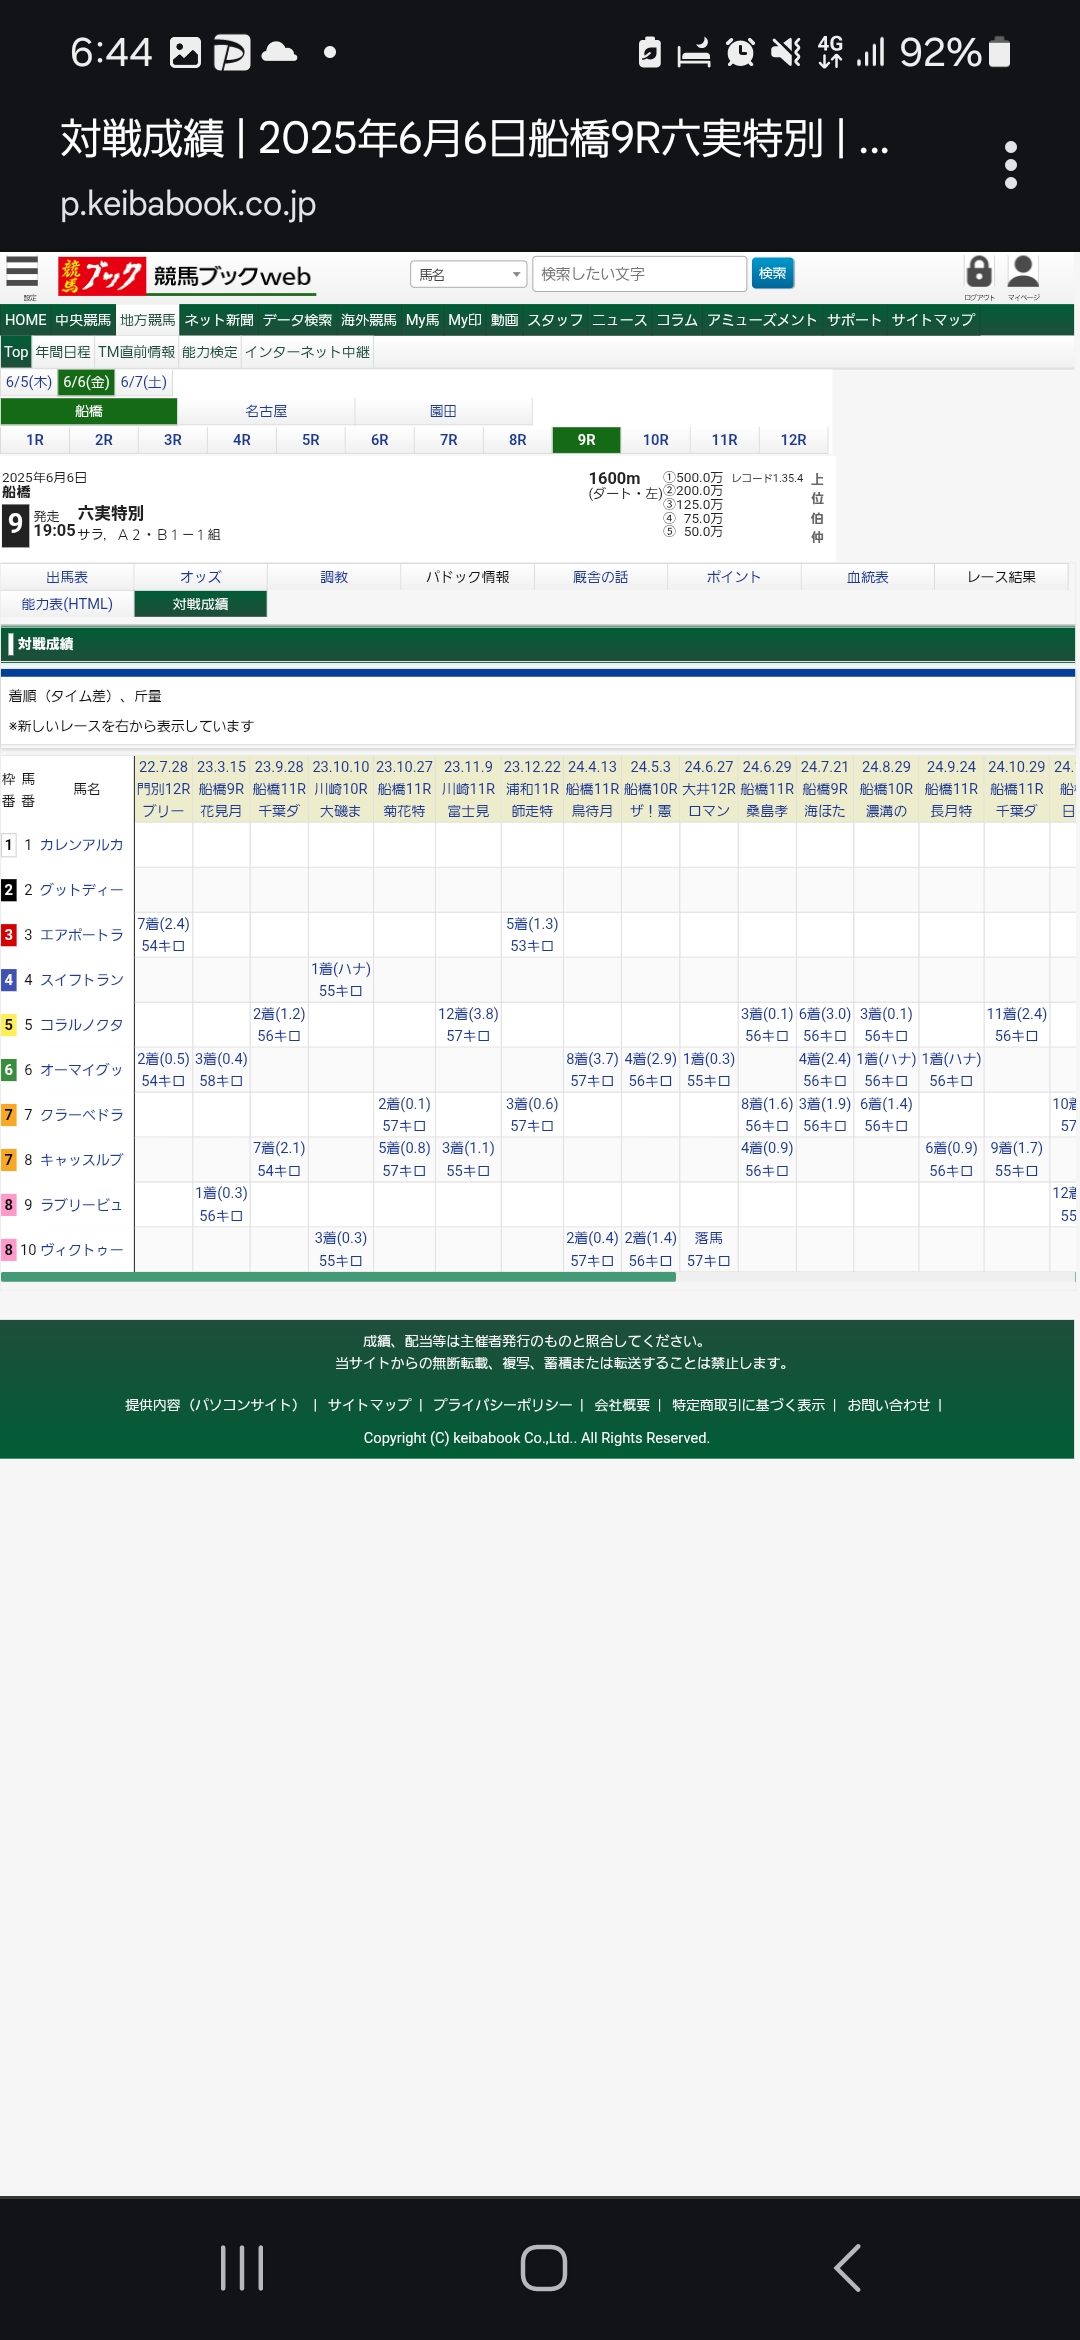 6:44
4G 92%
対戦成績 | 2025年6月6日船橋9R六実特別 | ...
p.keibabook.co.jp
設定
競馬ブック 競馬ブックweb
馬名 検索したい文字 検索
ログアウト マイページ
HOME 中央競馬 地方競馬 ネット新聞 データ検索 海外競馬 My馬 My印 動画 スタッフ ニュース コラム アミューズメント サポート サイトマップ
Top 年間日程 TM直前情報 能力検定 インターネット中継
6/5(木) 6/6(金) 6/7(土)
船橋 名古屋 園田
1R 2R 3R 4R 5R 6R 7R 8R 9R 10R 11R 12R
2025年6月6日
船橋
9 発走 19:05
六実特別
サラ，Ａ２・Ｂ１－１組
1600m
(ダート・左)
①500.0万
②200.0万
③125.0万
④ 75.0万
⑤ 50.0万
レコード1.35.4
上
位
伯
仲
出馬表 オッズ 調教 パドック情報 厩舎の話 ポイント 血統表 レース結果
能力表(HTML) 対戦成績
対戦成績
着順（タイム差）、斤量
※新しいレースを右から表示しています
枠番 馬番 馬名
22.7.28 23.3.15 23.9.28 23.10.10 23.10.27 23.11.9 23.12.22 24.4.13 24.5.3 24.6.27 24.6.29 24.7.21 24.8.29 24.9.24 24.10.29 24.
門別12R 船橋9R 船橋11R 川崎10R 船橋11R 川崎11R 浦和11R 船橋11R 船橋10R 大井12R 船橋11R 船橋9R 船橋10R 船橋11R 船橋11R 船
ブリー 花見月 千葉ダ 大磯ま 菊花特 富士見 師走特 鳥待月 ザ！憲 ロマン 桑島孝 海ほた 濃溝の 長月特 千葉ダ 日
1 1 カレンアルカ
2 2 グットディー
3 3 エアポートラ 7着(2.4) 5着(1.3)
54キロ 53キロ
4 4 スイフトラン 1着(ハナ)
55キロ
5 5 コラルノクタ 2着(1.2) 12着(3.8) 3着(0.1) 6着(3.0) 3着(0.1) 11着(2.4)
56キロ 57キロ 56キロ 56キロ 56キロ 56キロ
6 6 オーマイグッ 2着(0.5) 3着(0.4) 8着(3.7) 4着(2.9) 1着(0.3) 4着(2.4) 1着(ハナ) 1着(ハナ)
54キロ 58キロ 57キロ 56キロ 55キロ 56キロ 56キロ 56キロ
7 7 クラーベドラ 2着(0.1) 3着(0.6) 8着(1.6) 3着(1.9) 6着(1.4) 10着
57キロ 57キロ 56キロ 56キロ 56キロ 57
7 8 キャッスルブ 7着(2.1) 5着(0.8) 3着(1.1) 4着(0.9) 6着(0.9) 9着(1.7)
54キロ 57キロ 55キロ 56キロ 56キロ 55キロ
8 9 ラブリービュ 1着(0.3) 12着
56キロ 55
8 10 ヴィクトゥー 3着(0.3) 2着(0.4) 2着(1.4) 落馬
55キロ 57キロ 56キロ 57キロ
成績、配当等は主催者発行のものと照合してください。
当サイトからの無断転載、複写、蓄積または転送することは禁止します。
提供内容（パソコンサイト） | サイトマップ | プライバシーポリシー | 会社概要 | 特定商取引に基づく表示 | お問い合わせ |
Copyright (C) keibabook Co.,Ltd.. All Rights Reserved.